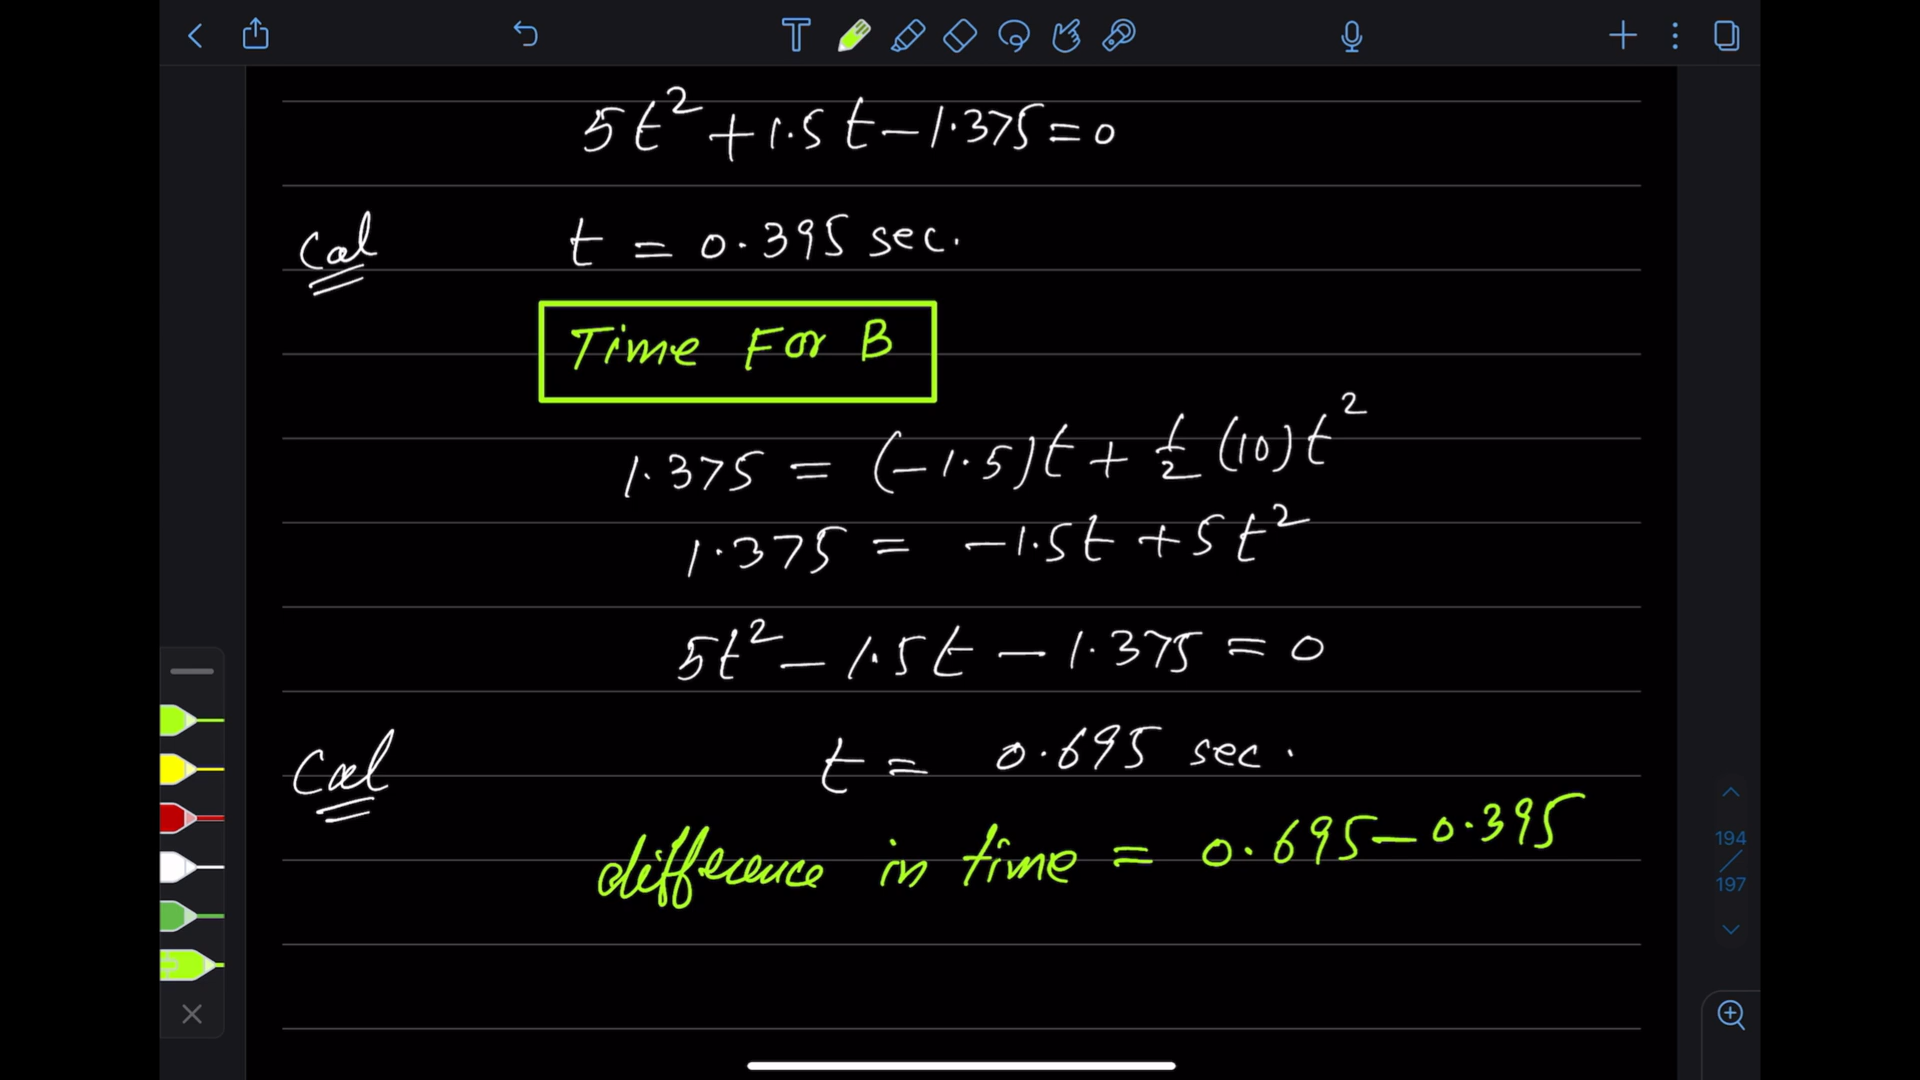 5t² + 1.5t - 1.375 = 0
Cal t = 0.395 sec.
Time For B
1.375 = (-1.5)t + 1/2 (10)t²
1.375 = -1.5t + 5t²
5t² - 1.5t - 1.375 = 0
Cal t = 0.695 sec.
difference in time = 0.695 - 0.395
194
197